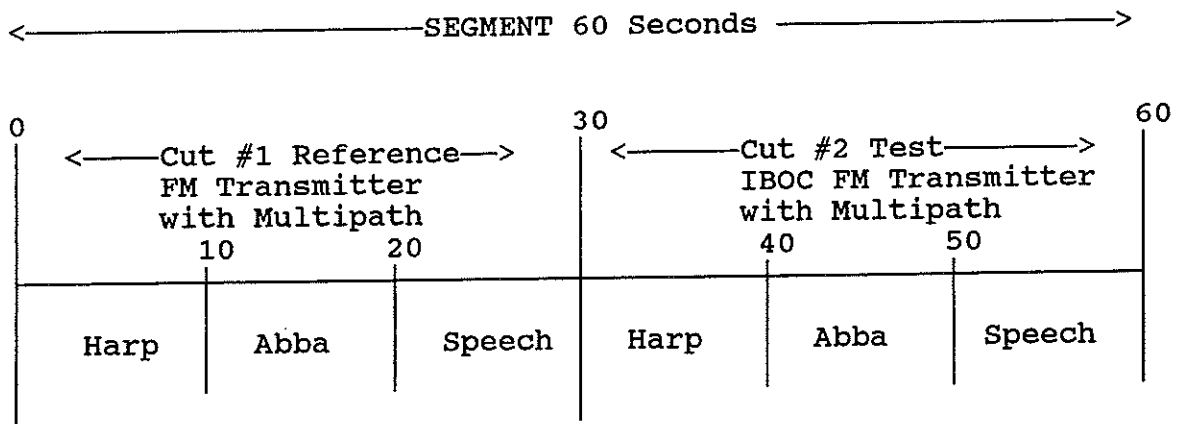 <——SEGMENT 60 Seconds——>
0 30 60
<——Cut #1 Reference——> <——Cut #2 Test——>
FM Transmitter IBOC FM Transmitter
with Multipath with Multipath
10 20 40 50
Harp Abba Speech Harp Abba Speech